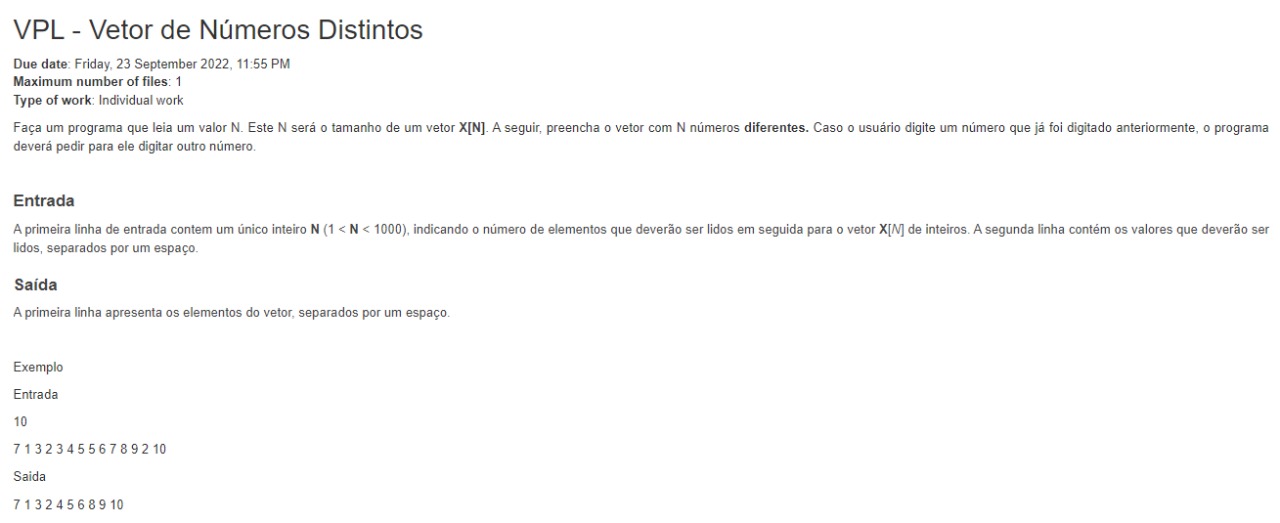 VPL - Vetor de Números Distintos
Due date: Friday, 23 September 2022, 11:55 PM
Maximum number of files: 1
Type of work: Individual work
Faça um programa que leia um valor N. Este N será o tamanho de um vetor X[N]. A seguir, preencha o vetor com N números diferentes. Caso o usuário digite um número que já foi digitado anteriormente, o programa
deverá pedir para ele digitar outro número.
Entrada
A primeira linha de entrada contem um único inteiro N (1 < N < 1000), indicando o número de elementos que deverão ser lidos em seguida para o vetor X[N] de inteiros. A segunda linha contém os valores que deverão ser
lidos, separados por um espaço.
Saída
A primeira linha apresenta os elementos do vetor, separados por um espaço.
Exemplo
Entrada
10
7 1 3 2 3 4 5 5 6 7 8 9 2 10
Saida
7 1 3 2 4 5 6 8 9 10